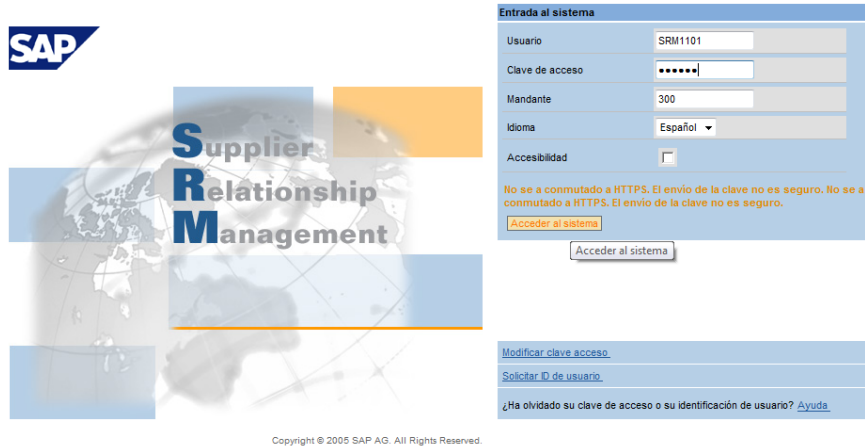 SAP
Supplier
Relationship
Management
Copyright © 2005 SAP AG. All Rights Reserved.
Entrada al sistema
Usuario SRM1101
Clave de acceso ••••••
Mandante 300
Idioma Español
Accesibilidad
No se a conmutado a HTTPS. El envio de la clave no es seguro. No se a
conmutado a HTTPS. El envio de la clave no es seguro.
Acceder al sistema
Acceder al sistema
Modificar clave acceso
Solicitar ID de usuario
¿Ha olvidado su clave de acceso o su identificación de usuario? Ayuda